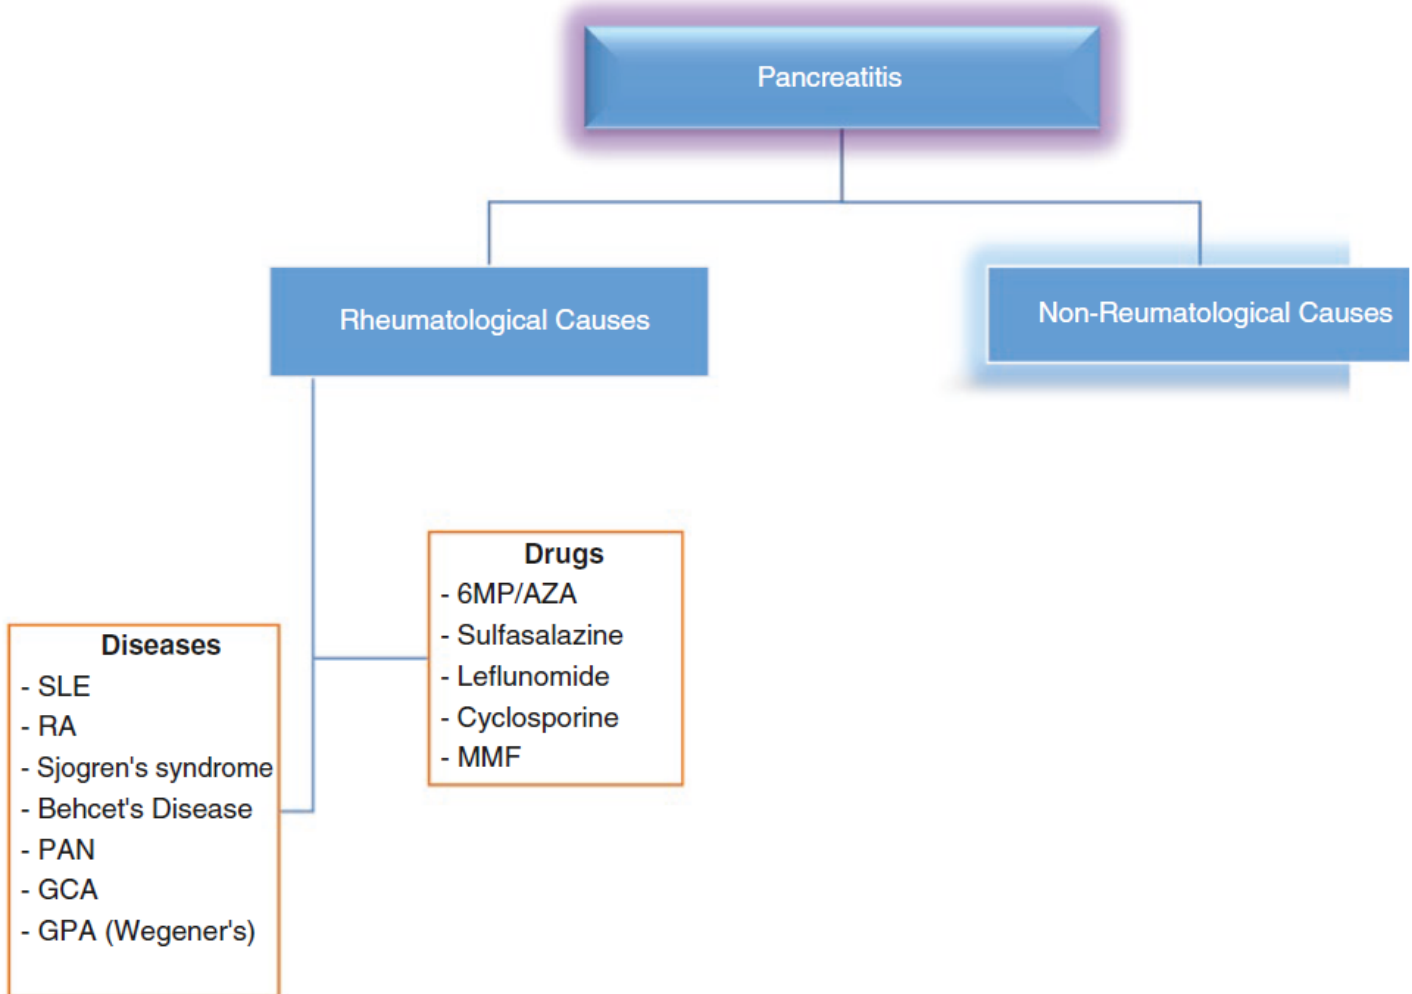 Pancreatitis
Rheumatological Causes
Non-Reumatological Causes
Drugs
- 6MP/AZA
- Sulfasalazine
- Leflunomide
- Cyclosporine
- MMF
Diseases
- SLE
- RA
- Sjogren's syndrome
- Behcet's Disease
- PAN
- GCA
- GPA (Wegener's)